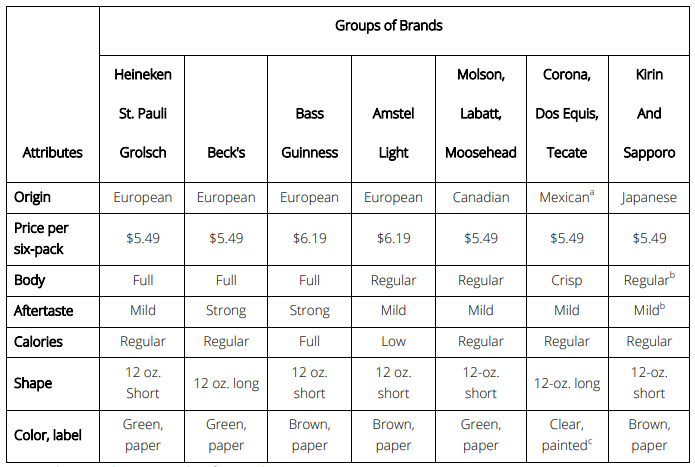 Groups of Brands
Attributes
Heineken
St. Pauli
Grolsch
Beck's
Bass
Guinness
Amstel
Light
Molson,
Labatt,
Moosehead
Corona,
Dos Equis,
Tecate
Kirin
And
Sapporo
Origin
European
European
European
European
Canadian
Mexicanᵃ
Japanese
Price per
six-pack
$5.49
$5.49
$6.19
$6.19
$5.49
$5.49
$5.49
Body
Full
Full
Full
Regular
Regular
Crisp
Regularᵇ
Aftertaste
Mild
Strong
Strong
Mild
Mild
Mild
Mildᵇ
Calories
Regular
Regular
Full
Low
Regular
Regular
Regular
Shape
12 oz.
Short
12 oz. long
12 oz.
short
12 oz.
short
12-oz.
short
12-oz. long
12-oz.
short
Color, label
Green,
paper
Green,
paper
Brown,
paper
Brown,
paper
Green,
paper
Clear,
paintedᶜ
Brown,
paper